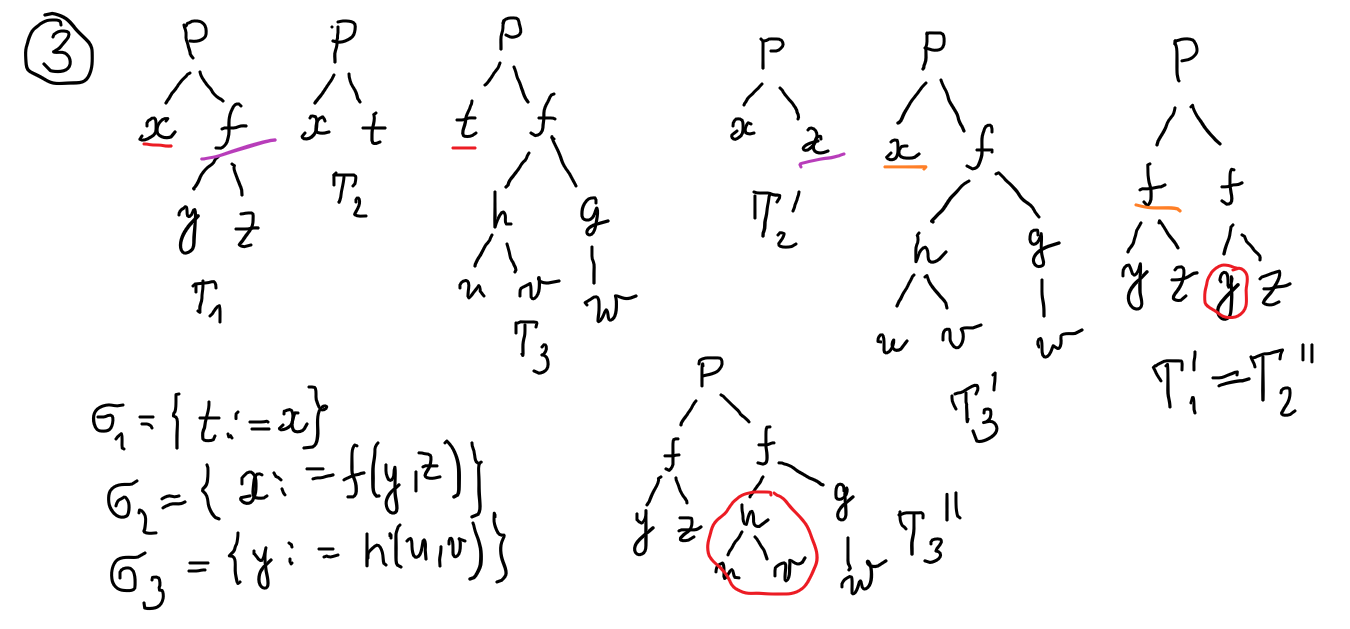 3
P P P P P P
x f x t t f x x x f f f
y z h g h g y z y z
u v w u v w
T₁ T₂ T₃ T₂' T₃' T₁' = T₂''
σ₁ = { t := x}
σ₂ = { x := f(y,z)}
σ₃ = {y := h(u,v)}
P
f f
y z h g
u v w
T₃''